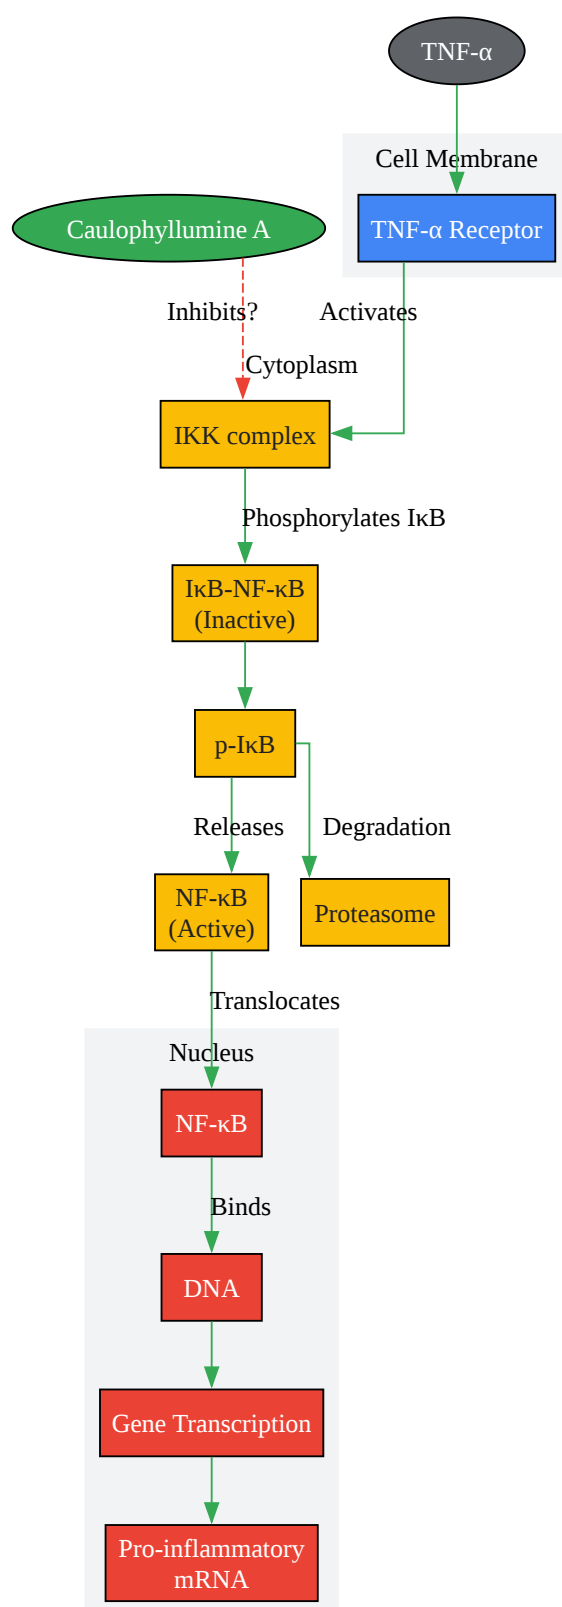 TNF-α
Cell Membrane
Caulophyllumine A
TNF-α Receptor
Inhibits?
Activates
Cytoplasm
IKK complex
Phosphorylates IκB
IκB-NF-κB
(Inactive)
p-IκB
Releases
Degradation
NF-κB
(Active)
Proteasome
Translocates
Nucleus
NF-κB
Binds
DNA
Gene Transcription
Pro-inflammatory
mRNA